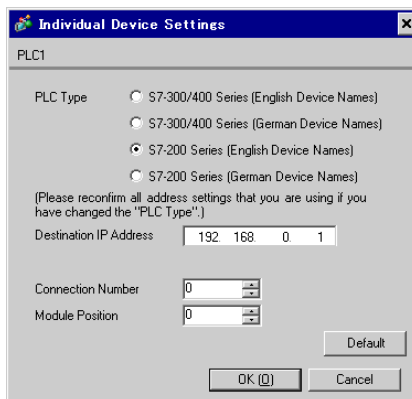 Individual Device Settings
PLC1
PLC Type
S7-300/400 Series (English Device Names)
S7-300/400 Series (German Device Names)
S7-200 Series (English Device Names)
S7-200 Series (German Device Names)
(Please reconfirm all address settings that you are using if you
have changed the "PLC Type".)
Destination IP Address 192. 168. 0. 1
Connection Number 0
Module Position 0
Default
OK (O) Cancel